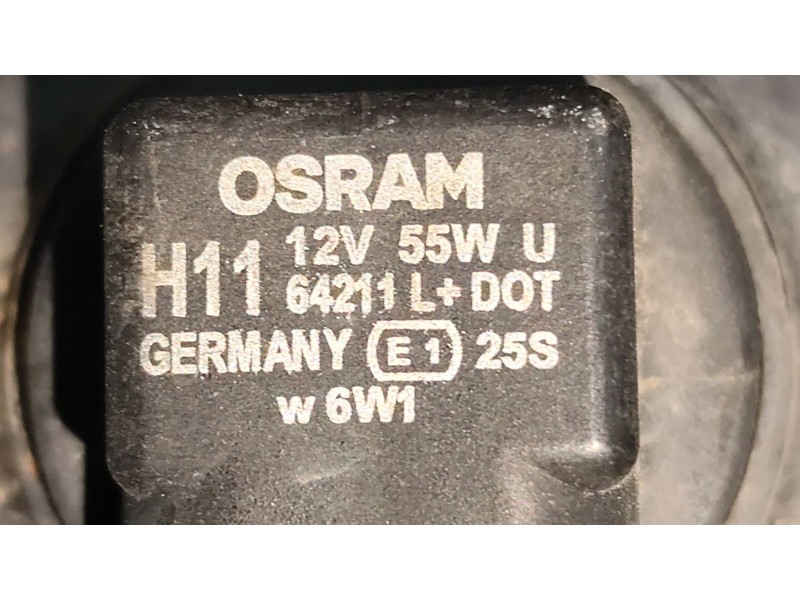 OSRAM
H11 12V 55W U
64211 L+ DOT
GERMANY E1 25S
w 6W1